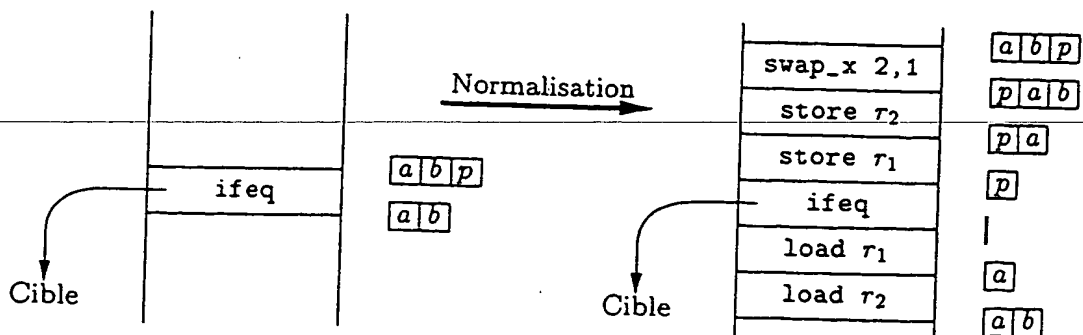 ifeq
Cible
a b p
a b
Normalisation
swap_x 2,1
store r₂
store r₁
ifeq
load r₁
load r₂
Cible
a b p
p a b
p a
p
a
a b